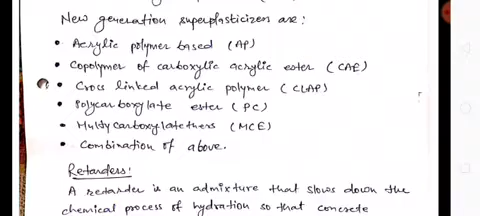 New generation superplasticizers are:
• Acrylic polymer based (AP)
• Copolymer of carboxylic acrylic ester (CAE)
• Cross linked acrylic polymer (CLAP)
• Polycarboxylate ester (PC)
• Multycarboxylatethers (MCE)
• Combination of above.
Retarders:
A retarder is an admixture that slows down the
chemical process of hydration so that concrete